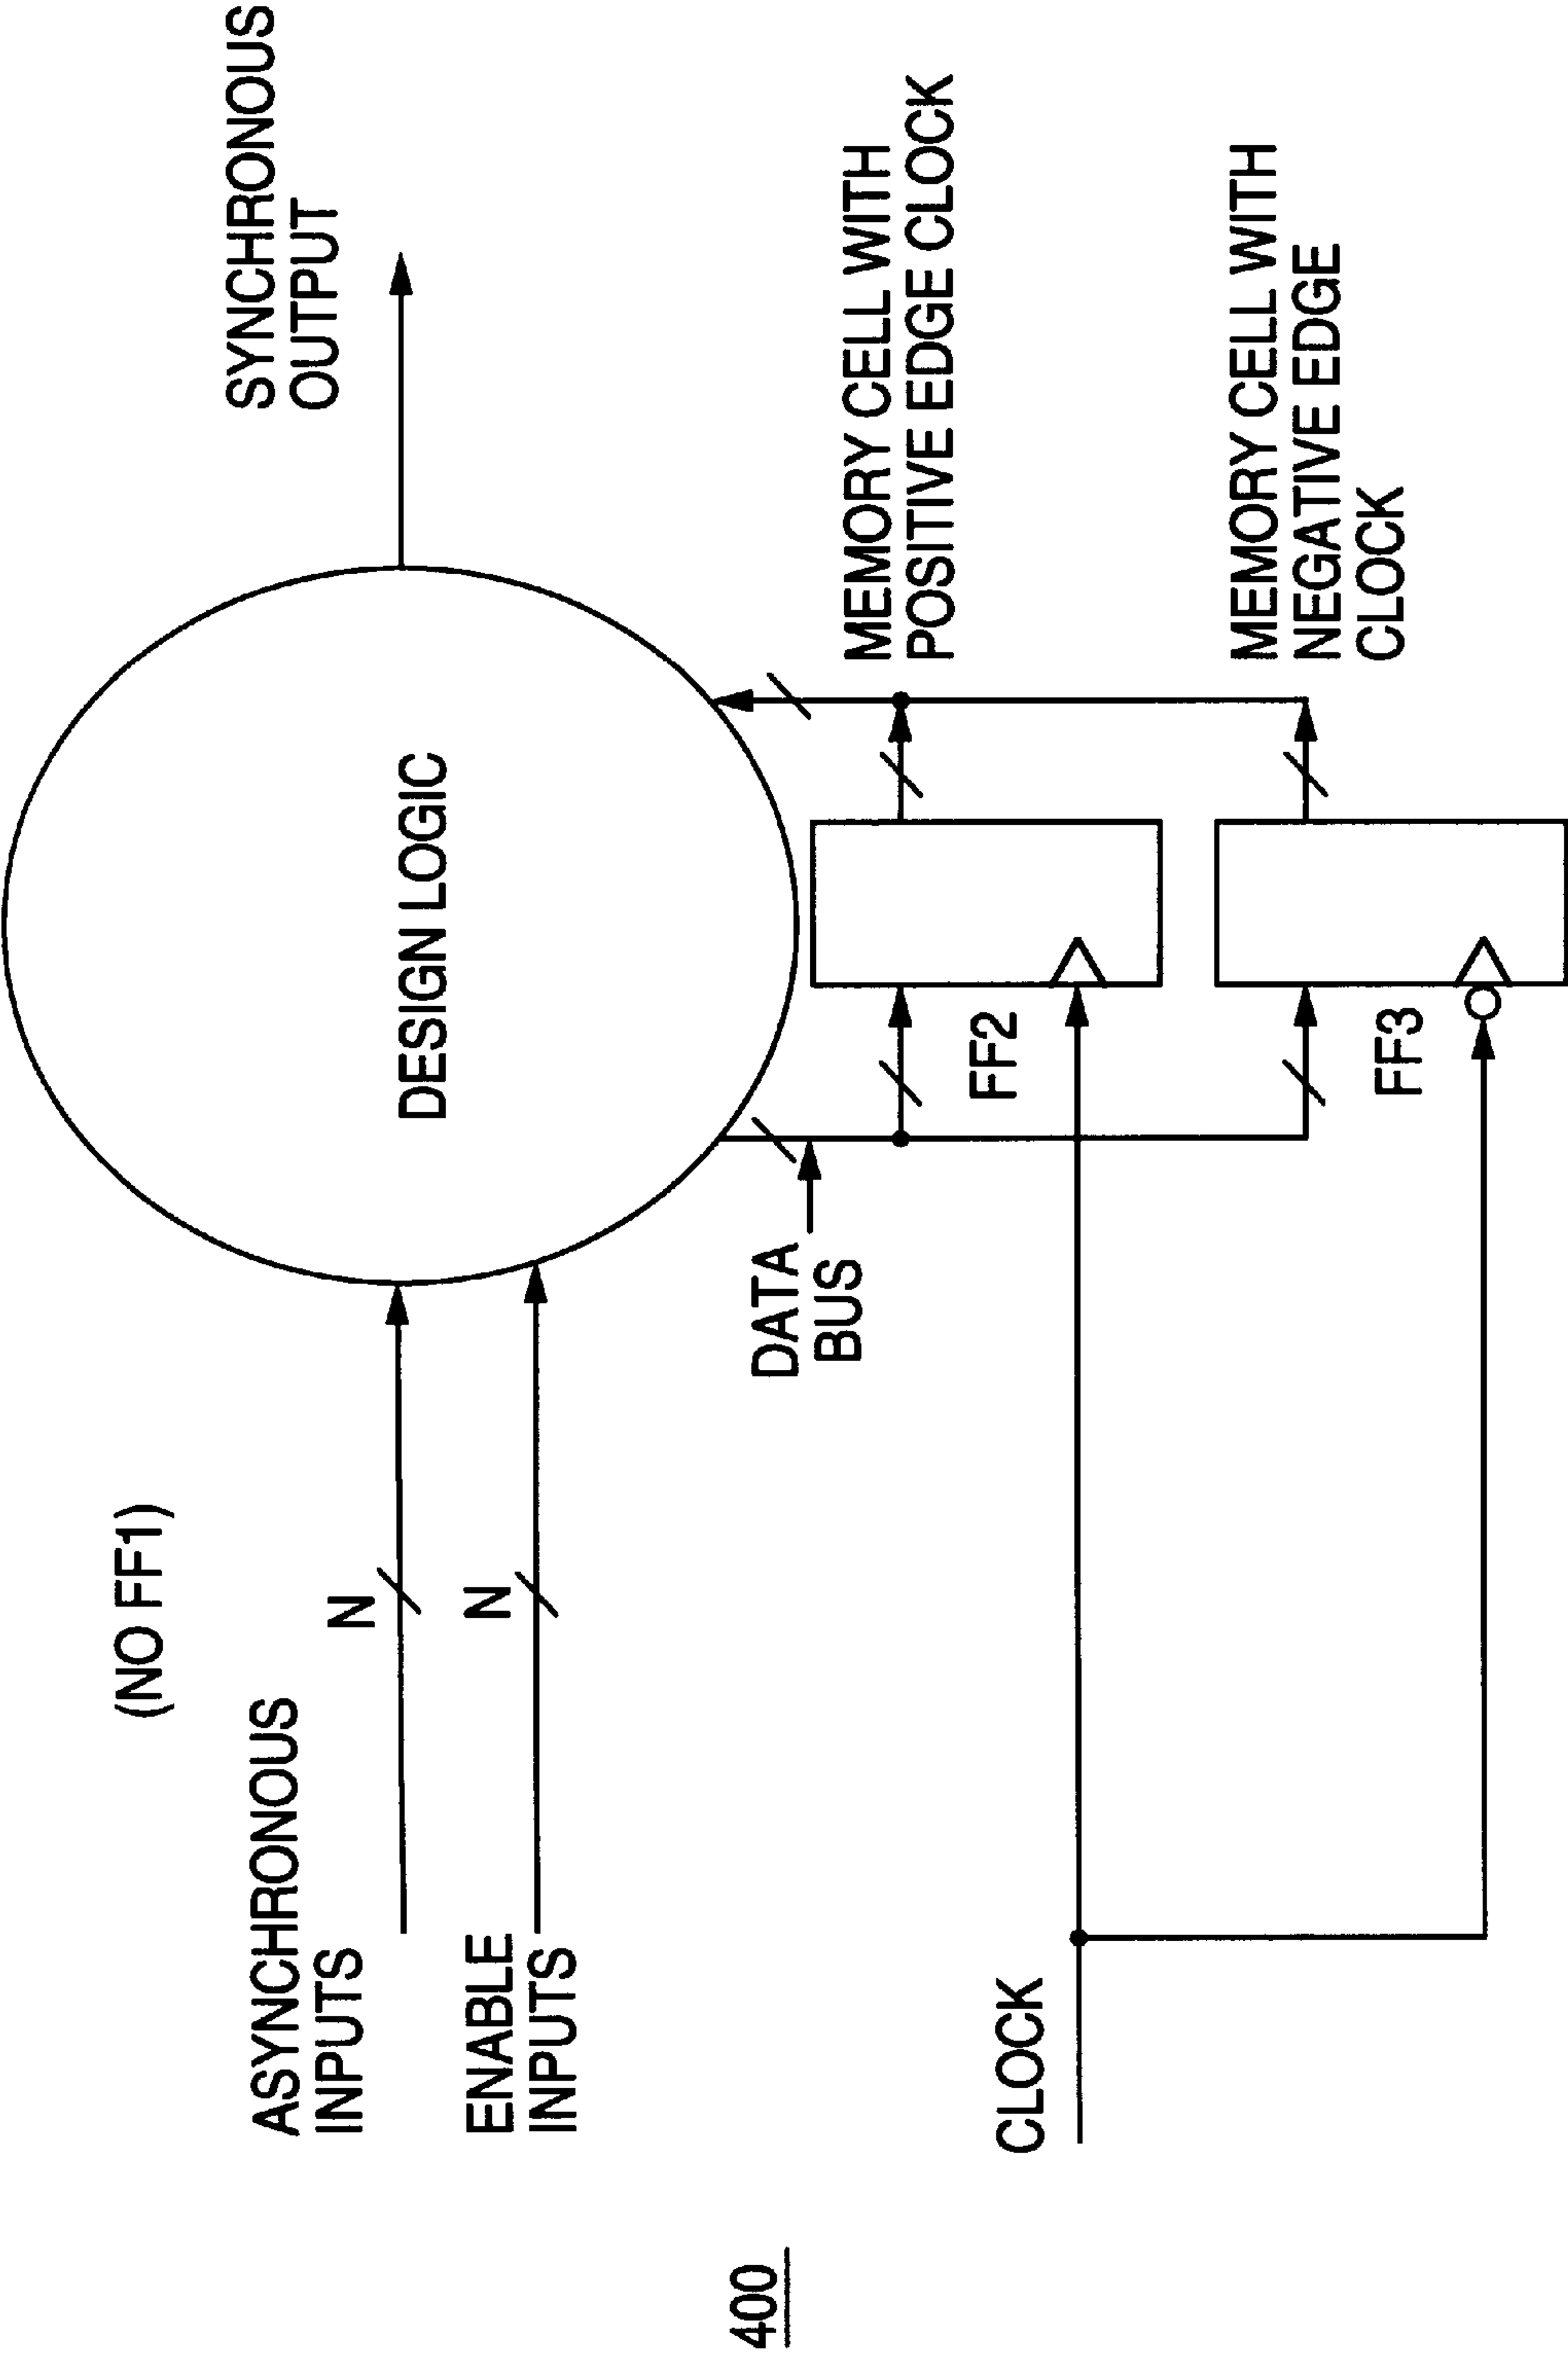 (NO FF1)
ASYNCHRONOUS
INPUTS
N
ENABLE
INPUTS
N
DESIGN LOGIC
SYNCHRONOUS
OUTPUT
DATA
BUS
MEMORY CELL WITH
POSITIVE EDGE CLOCK
FF2
CLOCK
MEMORY CELL WITH
NEGATIVE EDGE
CLOCK
FF3
400